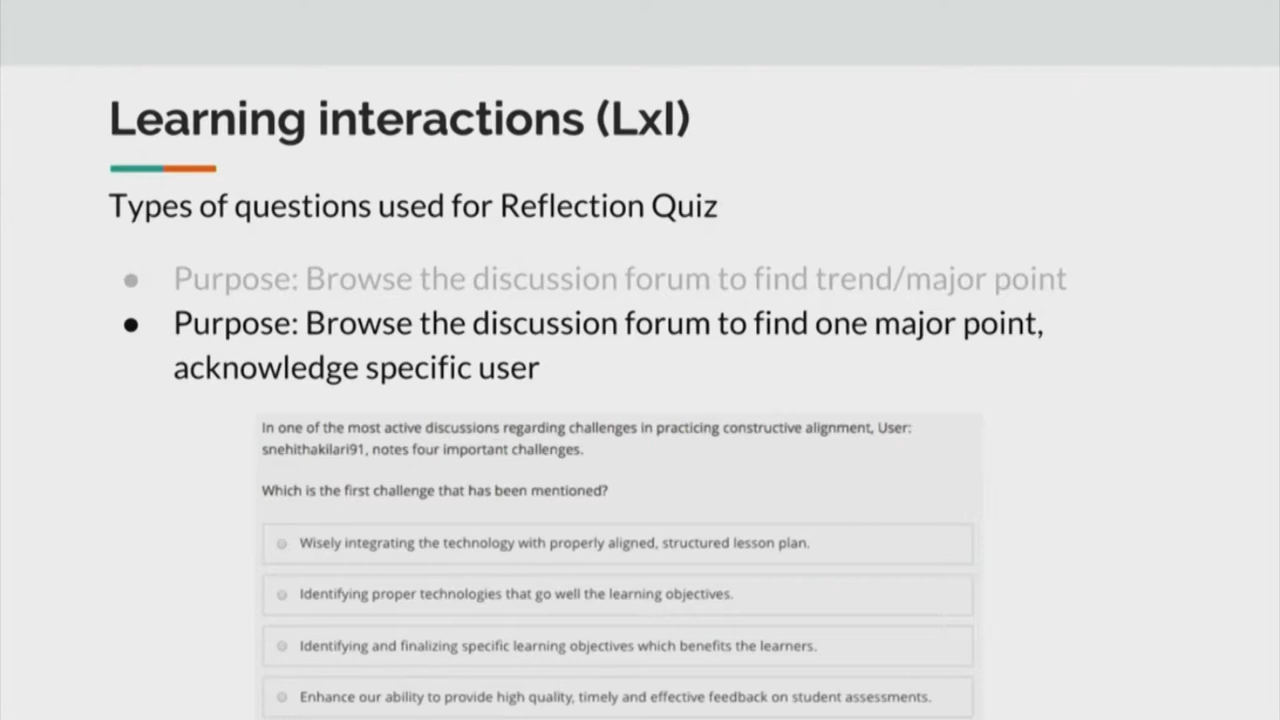 Learning interactions (LxI)
Types of questions used for Reflection Quiz
● Purpose: Browse the discussion forum to find trend/major point
● Purpose: Browse the discussion forum to find one major point,
acknowledge specific user
In one of the most active discussions regarding challenges in practicing constructive alignment, User:
snehithakilari91, notes four important challenges.
Which is the first challenge that has been mentioned?
Wisely integrating the technology with properly aligned, structured lesson plan.
Identifying proper technologies that go well the learning objectives.
Identifying and finalizing specific learning objectives which benefits the learners.
Enhance our ability to provide high quality, timely and effective feedback on student assessments.